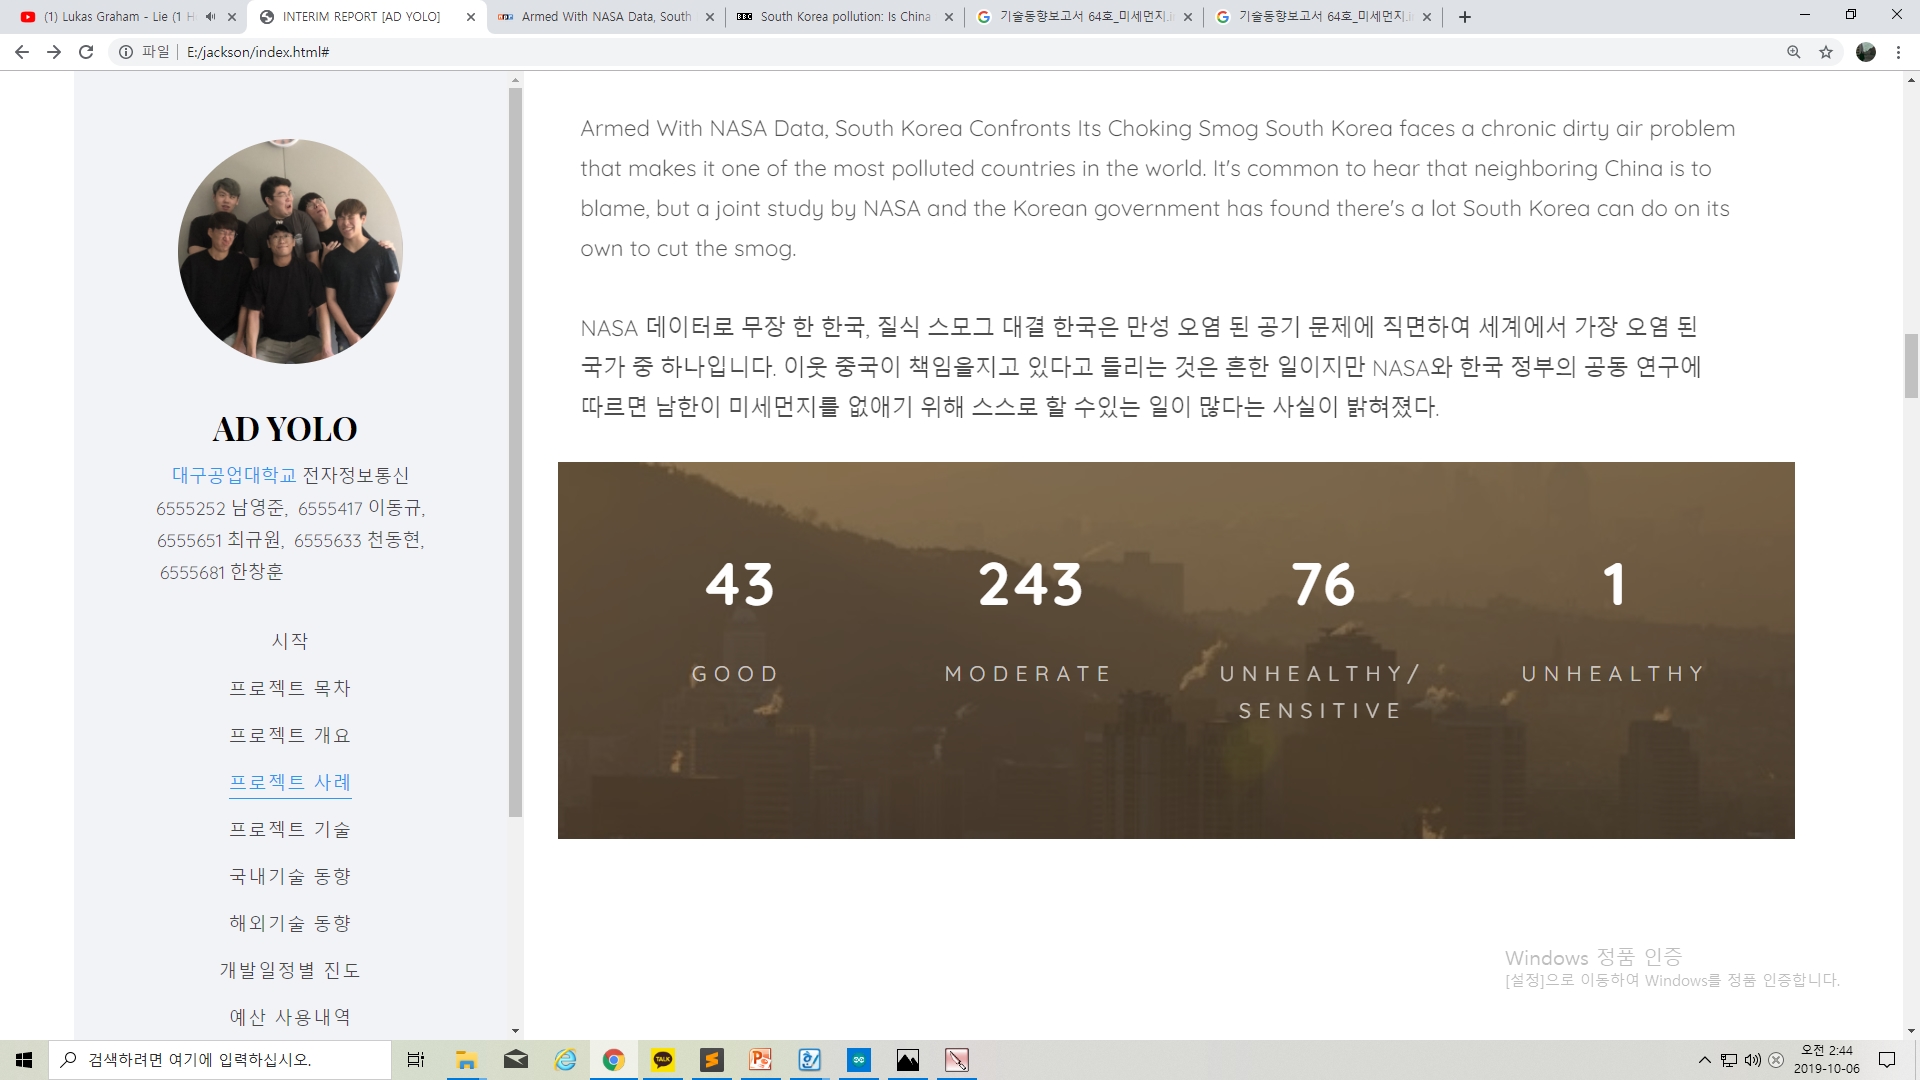 (1) Lukas Graham - Lie (1 H
INTERIM REPORT [AD YOLO]
Armed With NASA Data, South
BBC
South Korea pollution: Is China
기술동향보고서 64호_미세먼지.i
기술동향보고서 64호_미세먼지.i
파일 | E:/jackson/index.html#
AD YOLO
대구공업대학교 전자정보통신
6555252 남영준, 6555417 이동규,
6555651 최규원, 6555633 천동현,
6555681 한창훈
시작
프로젝트 목차
프로젝트 개요
프로젝트 사례
프로젝트 기술
국내기술 동향
해외기술 동향
개발일정별 진도
예산 사용내역
Armed With NASA Data, South Korea Confronts Its Choking Smog South Korea faces a chronic dirty air problem
that makes it one of the most polluted countries in the world. It's common to hear that neighboring China is to
blame, but a joint study by NASA and the Korean government has found there's a lot South Korea can do on its
own to cut the smog.
NASA 데이터로 무장 한 한국, 질식 스모그 대결 한국은 만성 오염 된 공기 문제에 직면하여 세계에서 가장 오염 된
국가 중 하나입니다. 이웃 중국이 책임을지고 있다고 들리는 것은 흔한 일이지만 NASA와 한국 정부의 공동 연구에
따르면 남한이 미세먼지를 없애기 위해 스스로 할 수있는 일이 많다는 사실이 밝혀졌다.
43
GOOD
243
MODERATE
76
UNHEALTHY/
SENSITIVE
1
UNHEALTHY
Windows 정품 인증
[설정]으로 이동하여 Windows를 정품 인증합니다.
검색하려면 여기에 입력하십시오.
TALK
오전 2:44
2019-10-06